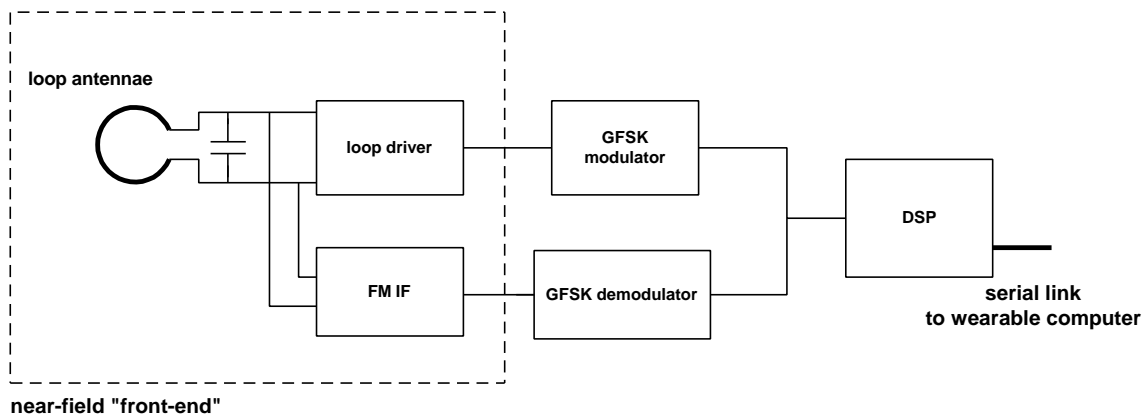 loop antennae
loop driver
GFSK
modulator
DSP
FM IF
GFSK demodulator
serial link
to wearable computer
near-field "front-end"